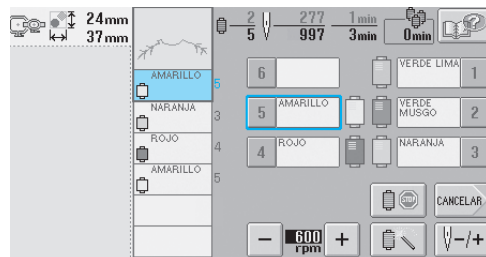 24mm
37mm
2/5 277/997 1min/3min 0min
AMARILLO 5
NARANJA 3
ROJO 4
AMARILLO 5
6
VERDE LIMA 1
5 AMARILLO
VERDE
MUSGO 2
4 ROJO
NARANJA 3
STOP
CANCELAR
− 600 rpm +
−/+